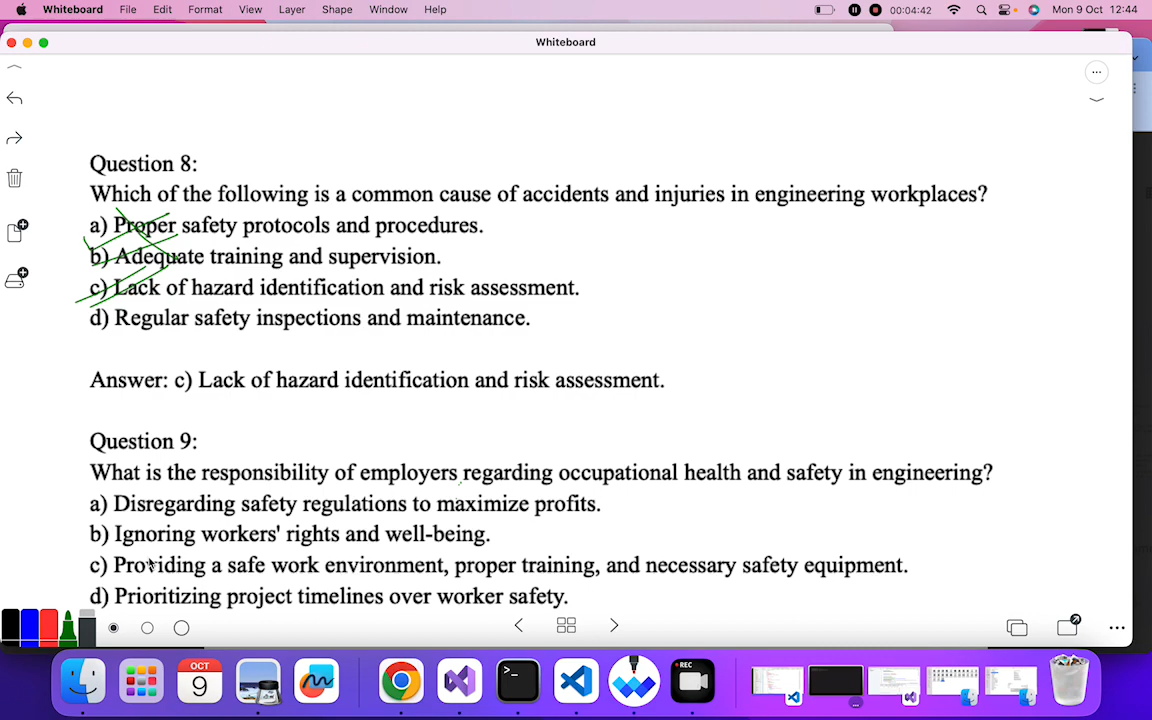 Whiteboard File Edit Format View Layer Shape Window Help 00:04:42 Mon 9 Oct 12:44
Whiteboard
Question 8:
Which of the following is a common cause of accidents and injuries in engineering workplaces?
a) Proper safety protocols and procedures.
b) Adequate training and supervision.
c) Lack of hazard identification and risk assessment.
d) Regular safety inspections and maintenance.
Answer: c) Lack of hazard identification and risk assessment.
Question 9:
What is the responsibility of employers regarding occupational health and safety in engineering?
a) Disregarding safety regulations to maximize profits.
b) Ignoring workers' rights and well-being.
c) Providing a safe work environment, proper training, and necessary safety equipment.
d) Prioritizing project timelines over worker safety.
OCT
9
REC